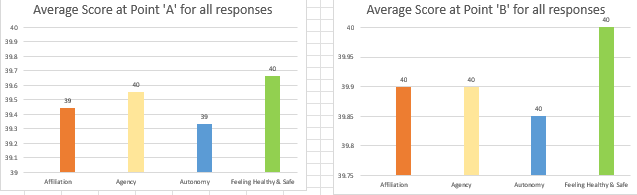 Average Score at Point 'A' for all responses
40
39.9
39.8
39.7
39.6
39.5
39.4
39.3
39.2
39.1
39
39
40
39
40
Affiliation
Agency
Autonomy
Feeling Healthy & Safe
Average Score at Point 'B' for all responses
40
39.95
39.9
39.85
39.8
39.75
40
40
40
40
Affiliation
Agency
Autonomy
Feeling Healthy & Safe